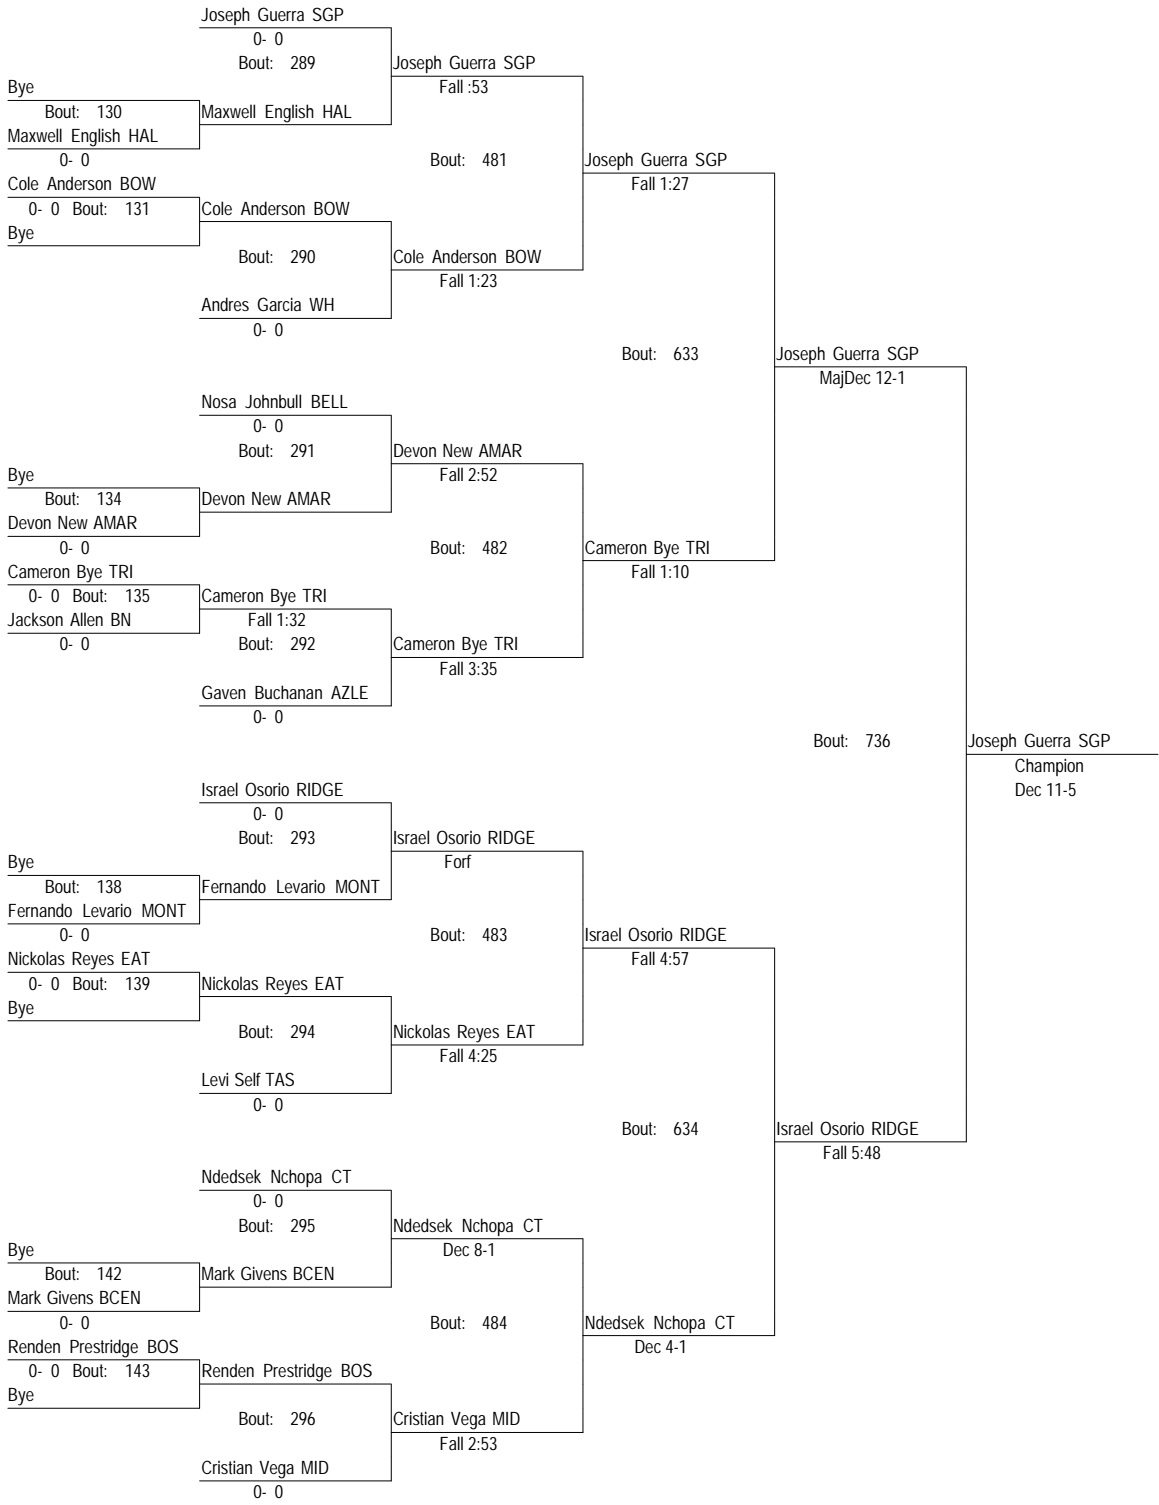 Joseph Guerra SGP
0- 0
Bout: 289
Joseph Guerra SGP
Fall :53
Bye
Bout: 130
Maxwell English HAL
Maxwell English HAL
0- 0
Bout: 481
Joseph Guerra SGP
Fall 1:27
Cole Anderson BOW
0- 0 Bout: 131
Cole Anderson BOW
Bye
Bout: 290
Cole Anderson BOW
Fall 1:23
Andres Garcia WH
0- 0
Bout: 633
Joseph Guerra SGP
MajDec 12-1
Nosa Johnbull BELL
0- 0
Bout: 291
Devon New AMAR
Fall 2:52
Bye
Bout: 134
Devon New AMAR
Devon New AMAR
0- 0
Bout: 482
Cameron Bye TRI
Fall 1:10
Cameron Bye TRI
0- 0 Bout: 135
Cameron Bye TRI
Jackson Allen BN
Fall 1:32
0- 0
Bout: 292
Cameron Bye TRI
Fall 3:35
Gaven Buchanan AZLE
0- 0
Bout: 736
Joseph Guerra SGP
Champion
Dec 11-5
Israel Osorio RIDGE
0- 0
Bout: 293
Israel Osorio RIDGE
Forf
Bye
Bout: 138
Fernando Levario MONT
Fernando Levario MONT
0- 0
Bout: 483
Israel Osorio RIDGE
Fall 4:57
Nickolas Reyes EAT
0- 0 Bout: 139
Nickolas Reyes EAT
Bye
Bout: 294
Nickolas Reyes EAT
Fall 4:25
Levi Self TAS
0- 0
Bout: 634
Israel Osorio RIDGE
Fall 5:48
Ndedsek Nchopa CT
0- 0
Bout: 295
Ndedsek Nchopa CT
Dec 8-1
Bye
Bout: 142
Mark Givens BCEN
Mark Givens BCEN
0- 0
Bout: 484
Ndedsek Nchopa CT
Dec 4-1
Renden Prestridge BOS
0- 0 Bout: 143
Renden Prestridge BOS
Bye
Bout: 296
Cristian Vega MID
Fall 2:53
Cristian Vega MID
0- 0